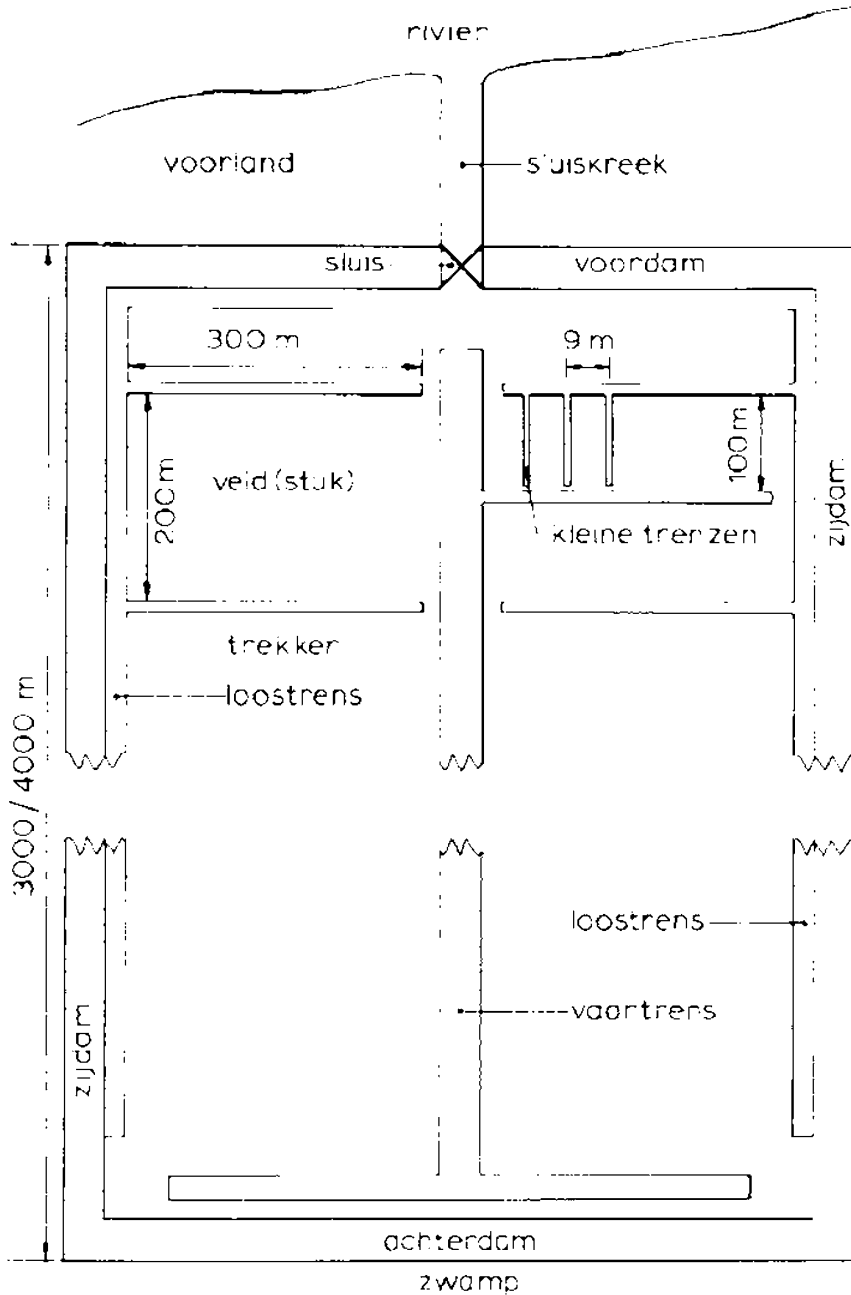 rivier
voorland
sluiskreek
sluis
voordam
300 m
9 m
200 m
veld (stuk)
100 m
zijdam
kleine trenzen
trekker
loostrens
3000 / 4000 m
loostrens
vaartrens
zijdam
achterdam
zwamp